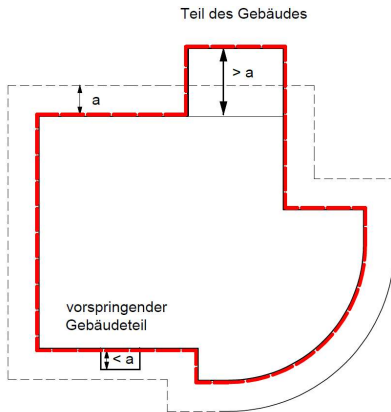 Teil des Gebäudes
> a
a
vorspringender
Gebäudeteil
< a